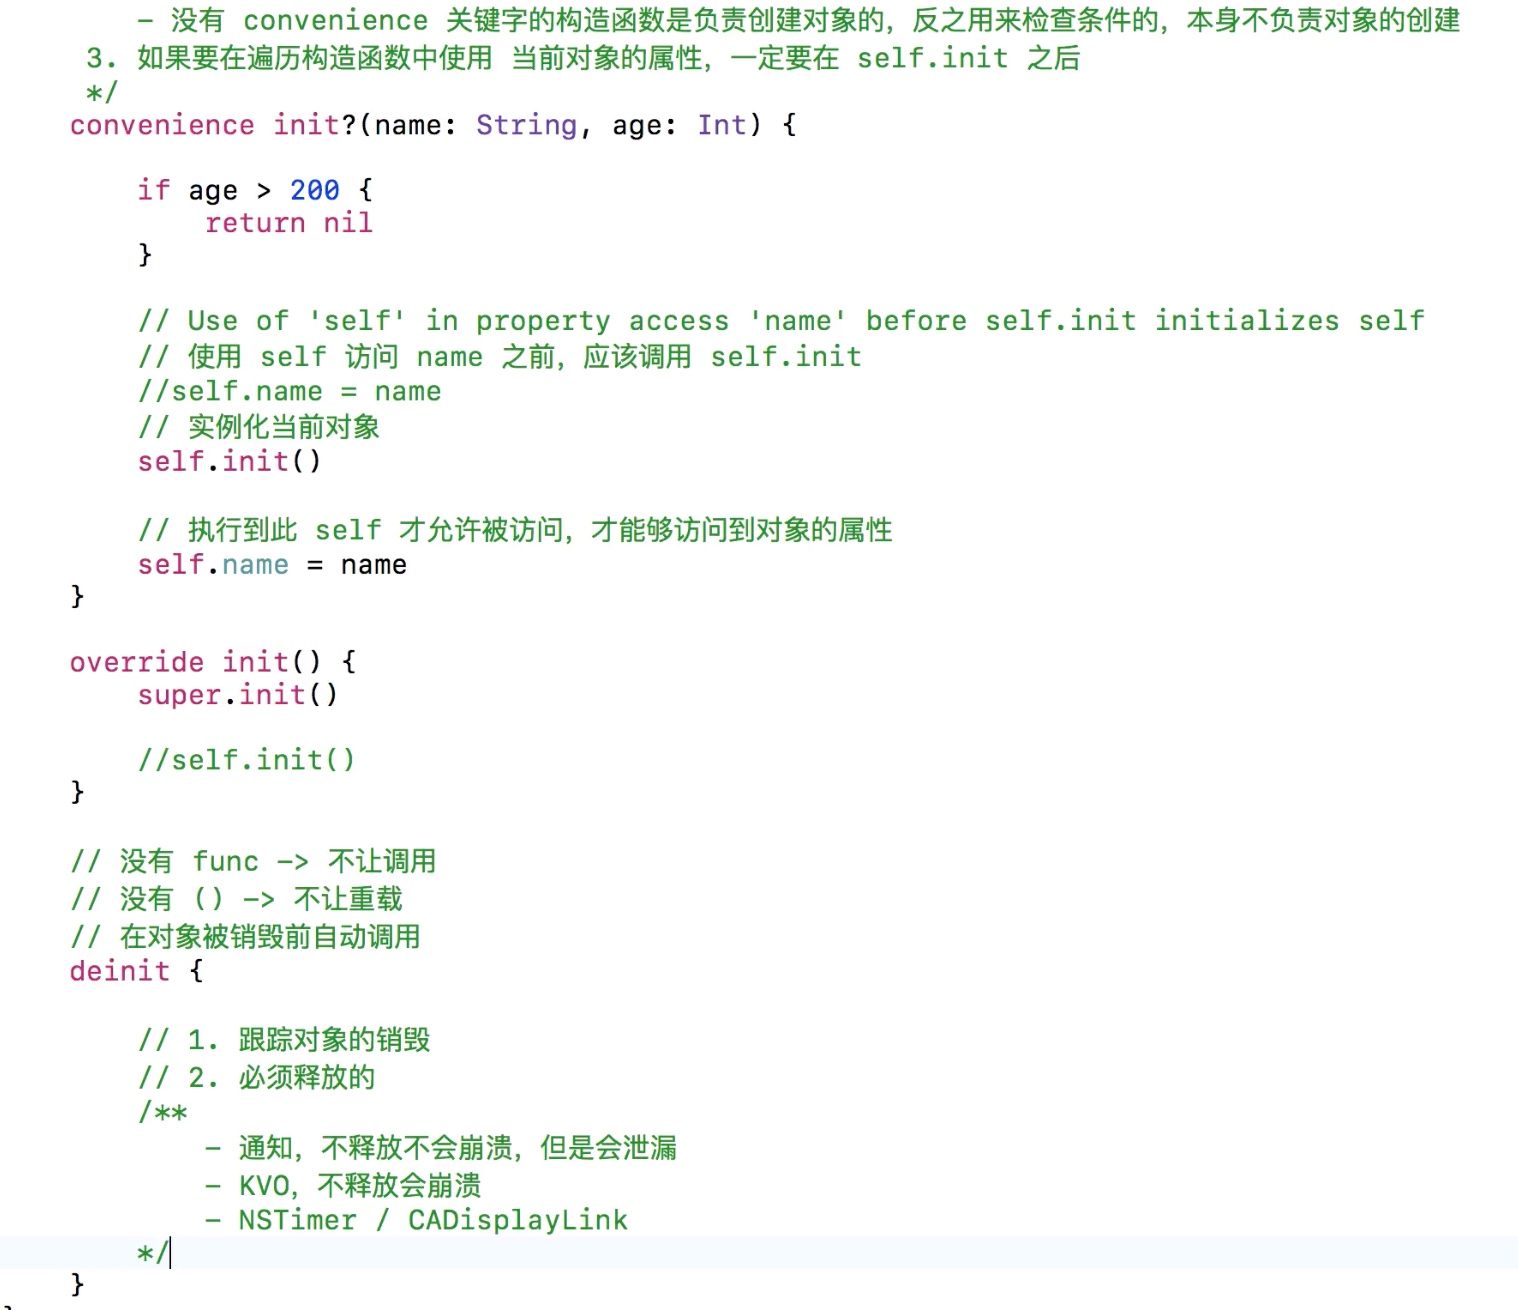 - 没有 convenience 关键字的构造函数是负责创建对象的，反之用来检查条件的，本身不负责对象的创建
3. 如果要在遍历构造函数中使用 当前对象的属性，一定要在 self.init 之后
*/
convenience init?(name: String, age: Int) {
if age > 200 {
return nil
}
// Use of 'self' in property access 'name' before self.init initializes self
// 使用 self 访问 name 之前，应该调用 self.init
//self.name = name
// 实例化当前对象
self.init()
// 执行到此 self 才允许被访问，才能够访问到对象的属性
self.name = name
}
override init() {
super.init()
//self.init()
}
// 没有 func -> 不让调用
// 没有 () -> 不让重载
// 在对象被销毁前自动调用
deinit {
// 1. 跟踪对象的销毁
// 2. 必须释放的
/**
- 通知，不释放不会崩溃，但是会泄漏
- KVO，不释放会崩溃
- NSTimer / CADisplayLink
*/
}